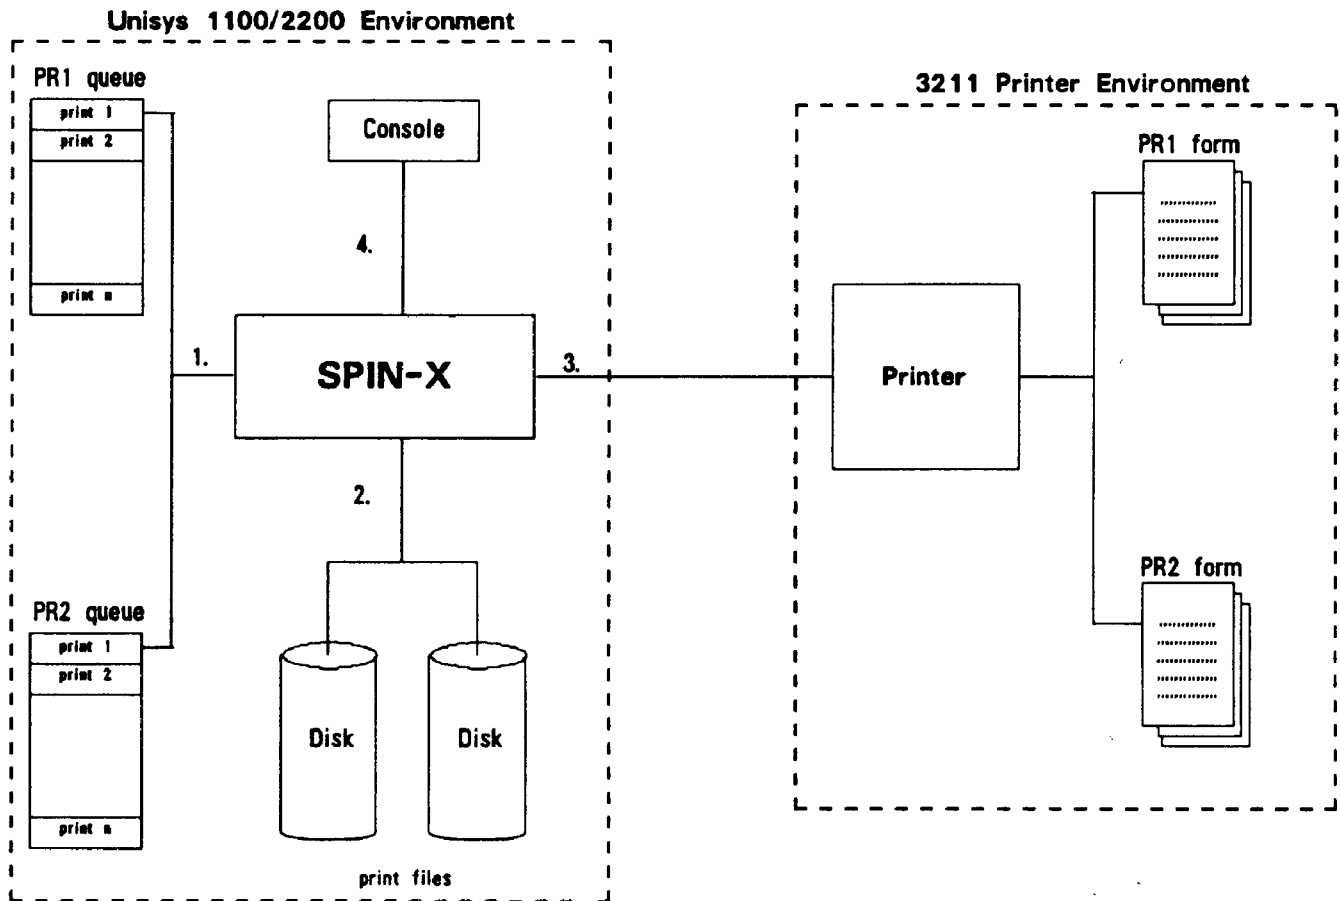 Unisys 1100/2200 Environment
PR1 queue
print 1
print 2
print n
Console
4.
1.
SPIN-X
3.
2.
PR2 queue
print 1
print 2
print n
Disk
Disk
print files
3211 Printer Environment
PR1 form
Printer
PR2 form